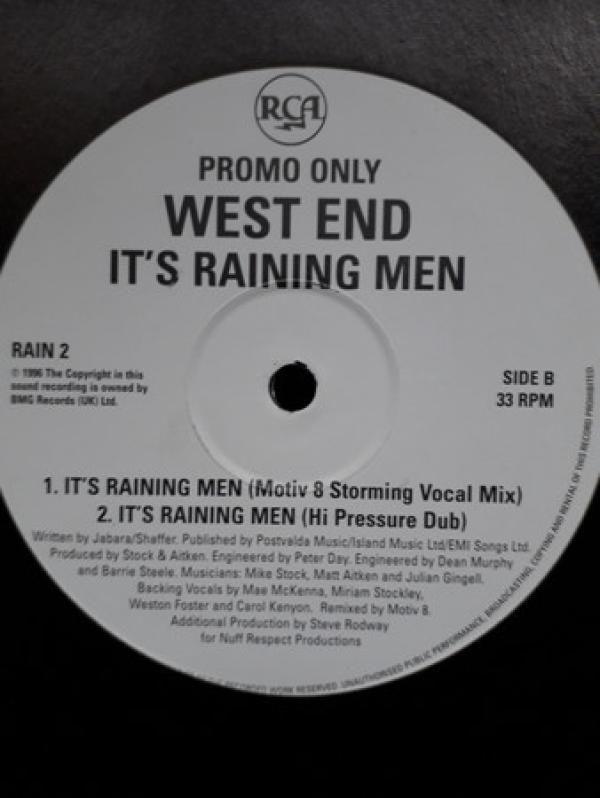 RCA
PROMO ONLY
WEST END
IT'S RAINING MEN
RAIN 2
© 1996 The Copyright in this
sound recording is owned by
BMG Records (UK) Ltd.
SIDE B
33 RPM
1. IT'S RAINING MEN (Motiv 8 Storming Vocal Mix)
2. IT'S RAINING MEN (Hi Pressure Dub)
Written by Jabara/Shaffer. Published by Postvalda Music/Island Music Ltd/EMI Songs Ltd.
Produced by Stock & Aitken. Engineered by Peter Day. Engineered by Dean Murphy
and Barrie Steele. Musicians: Mike Stock, Matt Aitken and Julian Gingell.
Backing Vocals by Mae McKenna, Miriam Stockley,
Weston Foster and Carol Kenyon. Remixed by Motiv 8.
Additional Production by Steve Rodway
for Nuff Respect Productions
RECORDED WORK RESERVED. UNAUTHORISED PUBLIC PERFORMANCE, BROADCASTING, COPYING AND RENTAL OF THIS RECORD PROHIBITED.